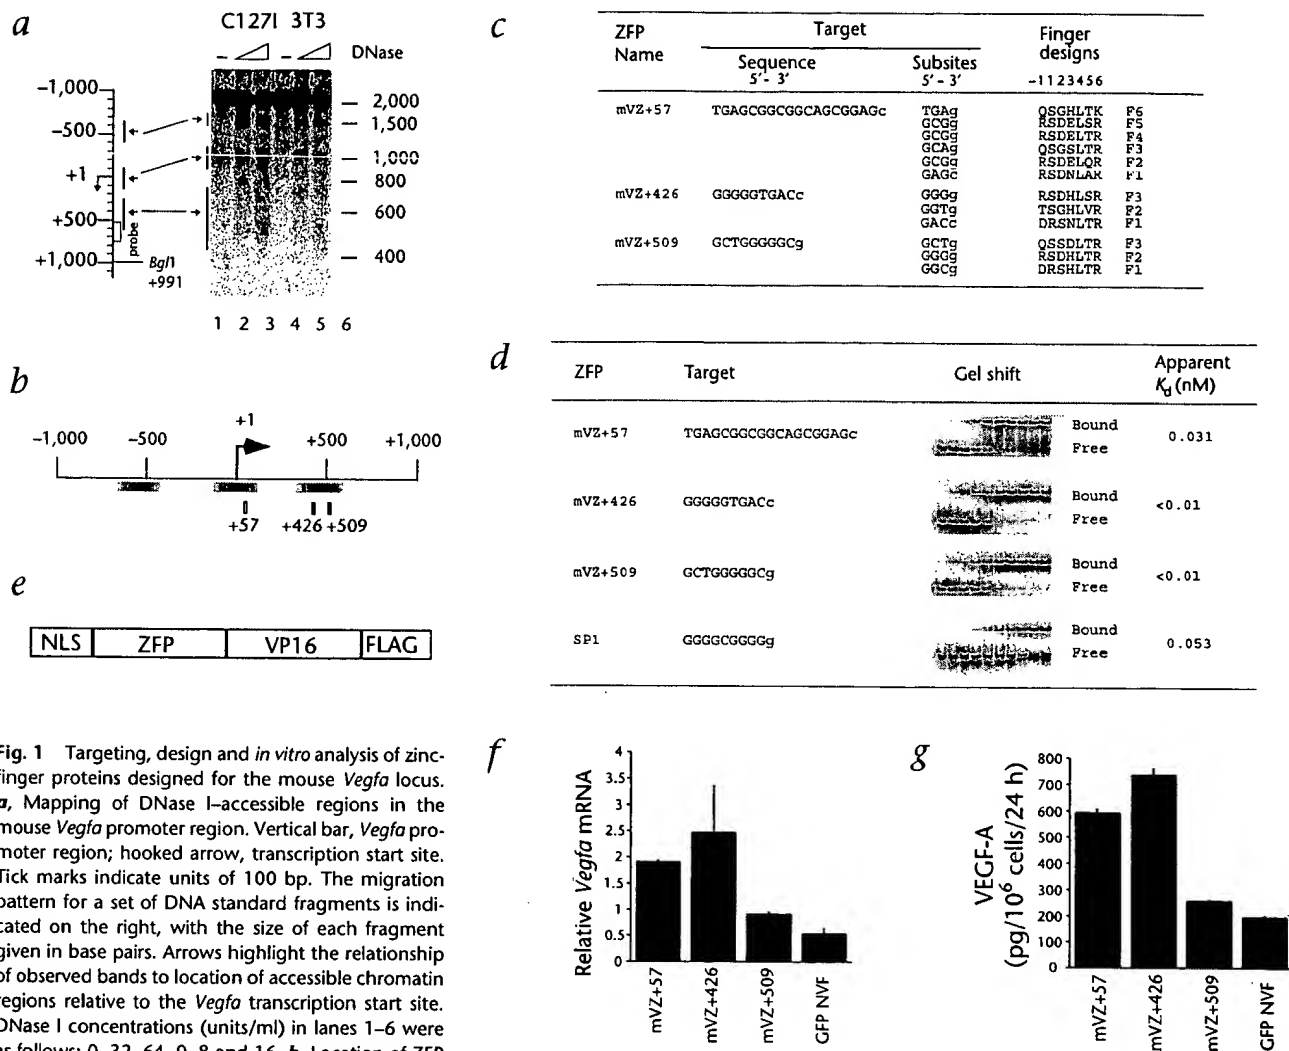 a
C127I 3T3
– – DNase
–1,000
–500
+1
+500
+1,000
probe
BglI
+991
2,000
1,500
1,000
800
600
400
1 2 3 4 5 6
b
–1,000 –500 +1 +500 +1,000
+57 +426 +509
e
NLS ZFP VP16 FLAG
Fig. 1 Targeting, design and in vitro analysis of zinc-
finger proteins designed for the mouse Vegfa locus.
a, Mapping of DNase I–accessible regions in the
mouse Vegfa promoter region. Vertical bar, Vegfa pro-
moter region; hooked arrow, transcription start site.
Tick marks indicate units of 100 bp. The migration
pattern for a set of DNA standard fragments is indi-
cated on the right, with the size of each fragment
given in base pairs. Arrows highlight the relationship
of observed bands to location of accessible chromatin
regions relative to the Vegfa transcription start site.
DNase I concentrations (units/ml) in lanes 1–6 were
as follows: 0, 32, 64, 0, 8 and 16. b, Location of ZFP
c
ZFP Name Target Finger designs
Sequence 5'- 3' Subsites 5'- 3' -1123456
mVZ+57 TGAGCGGCGGCAGCGGAGc TGAg QSGHLTK F6
GCGg RSDELSR F5
GCGg RSDELTR F4
GCAg QSGSLTR F3
GCGg RSDELQR F2
GAGc RSDNLAR F1
mVZ+426 GGGGGTGACc GGGg RSDHLSR F3
GGTg TSGHLVR F2
GACc DRSNLTR F1
mVZ+509 GCTGGGGGCg GCTg QSSDLTR F3
GGGg RSDHLTR F2
GGCg DRSHLTR F1
d
ZFP Target Gel shift Apparent Kd (nM)
mVZ+57 TGAGCGGCGGCAGCGGAGc Bound Free 0.031
mVZ+426 GGGGGTGACc Bound Free <0.01
mVZ+509 GCTGGGGGCg Bound Free <0.01
SP1 GGGGCGGGGg Bound Free 0.053
f
Relative Vegfa mRNA
4
3.5
3
2.5
2
1.5
1
0.5
0
mVZ+57 mVZ+426 mVZ+509 GFP NVF
g
VEGF-A
(pg/10⁶ cells/24 h)
800
700
600
500
400
300
200
100
0
mVZ+57 mVZ+426 mVZ+509 GFP NVF